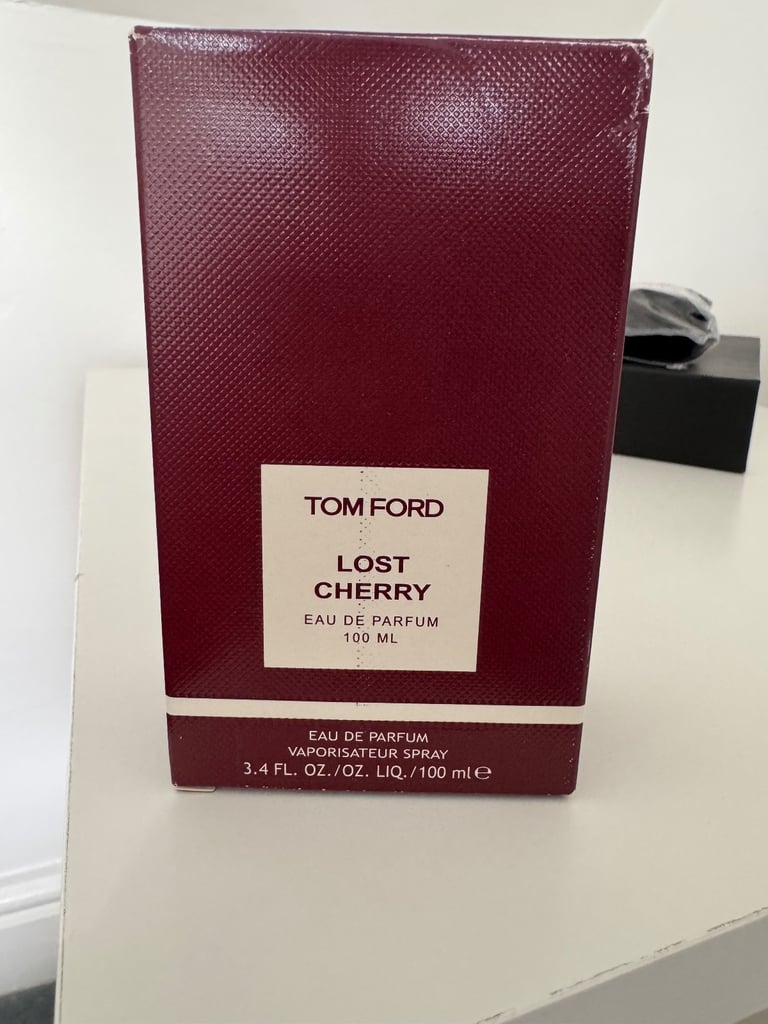 TOM FORD
LOST
CHERRY
EAU DE PARFUM
100 ML
EAU DE PARFUM
VAPORISATEUR SPRAY
3.4 FL. OZ./OZ. LIQ./100 ml℮